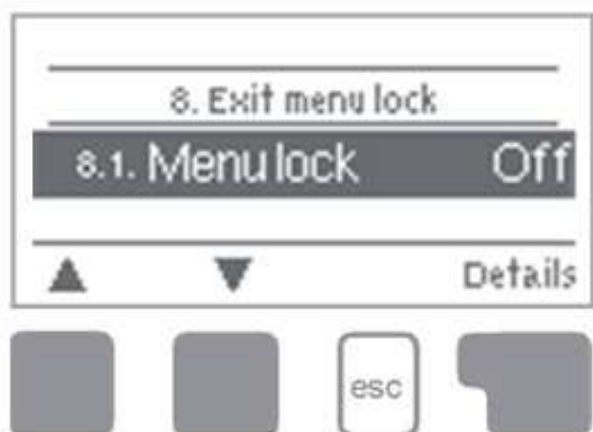 8. Exit menu lock
8.1. Menu lock Off
▲ ▼ Details
esc